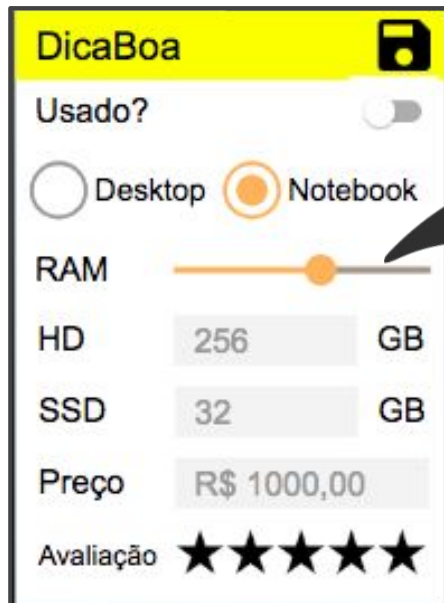 DicaBoa
Usado?
Desktop Notebook
RAM
HD 256 GB
SSD 32 GB
Preço R$ 1000,00
Avaliação